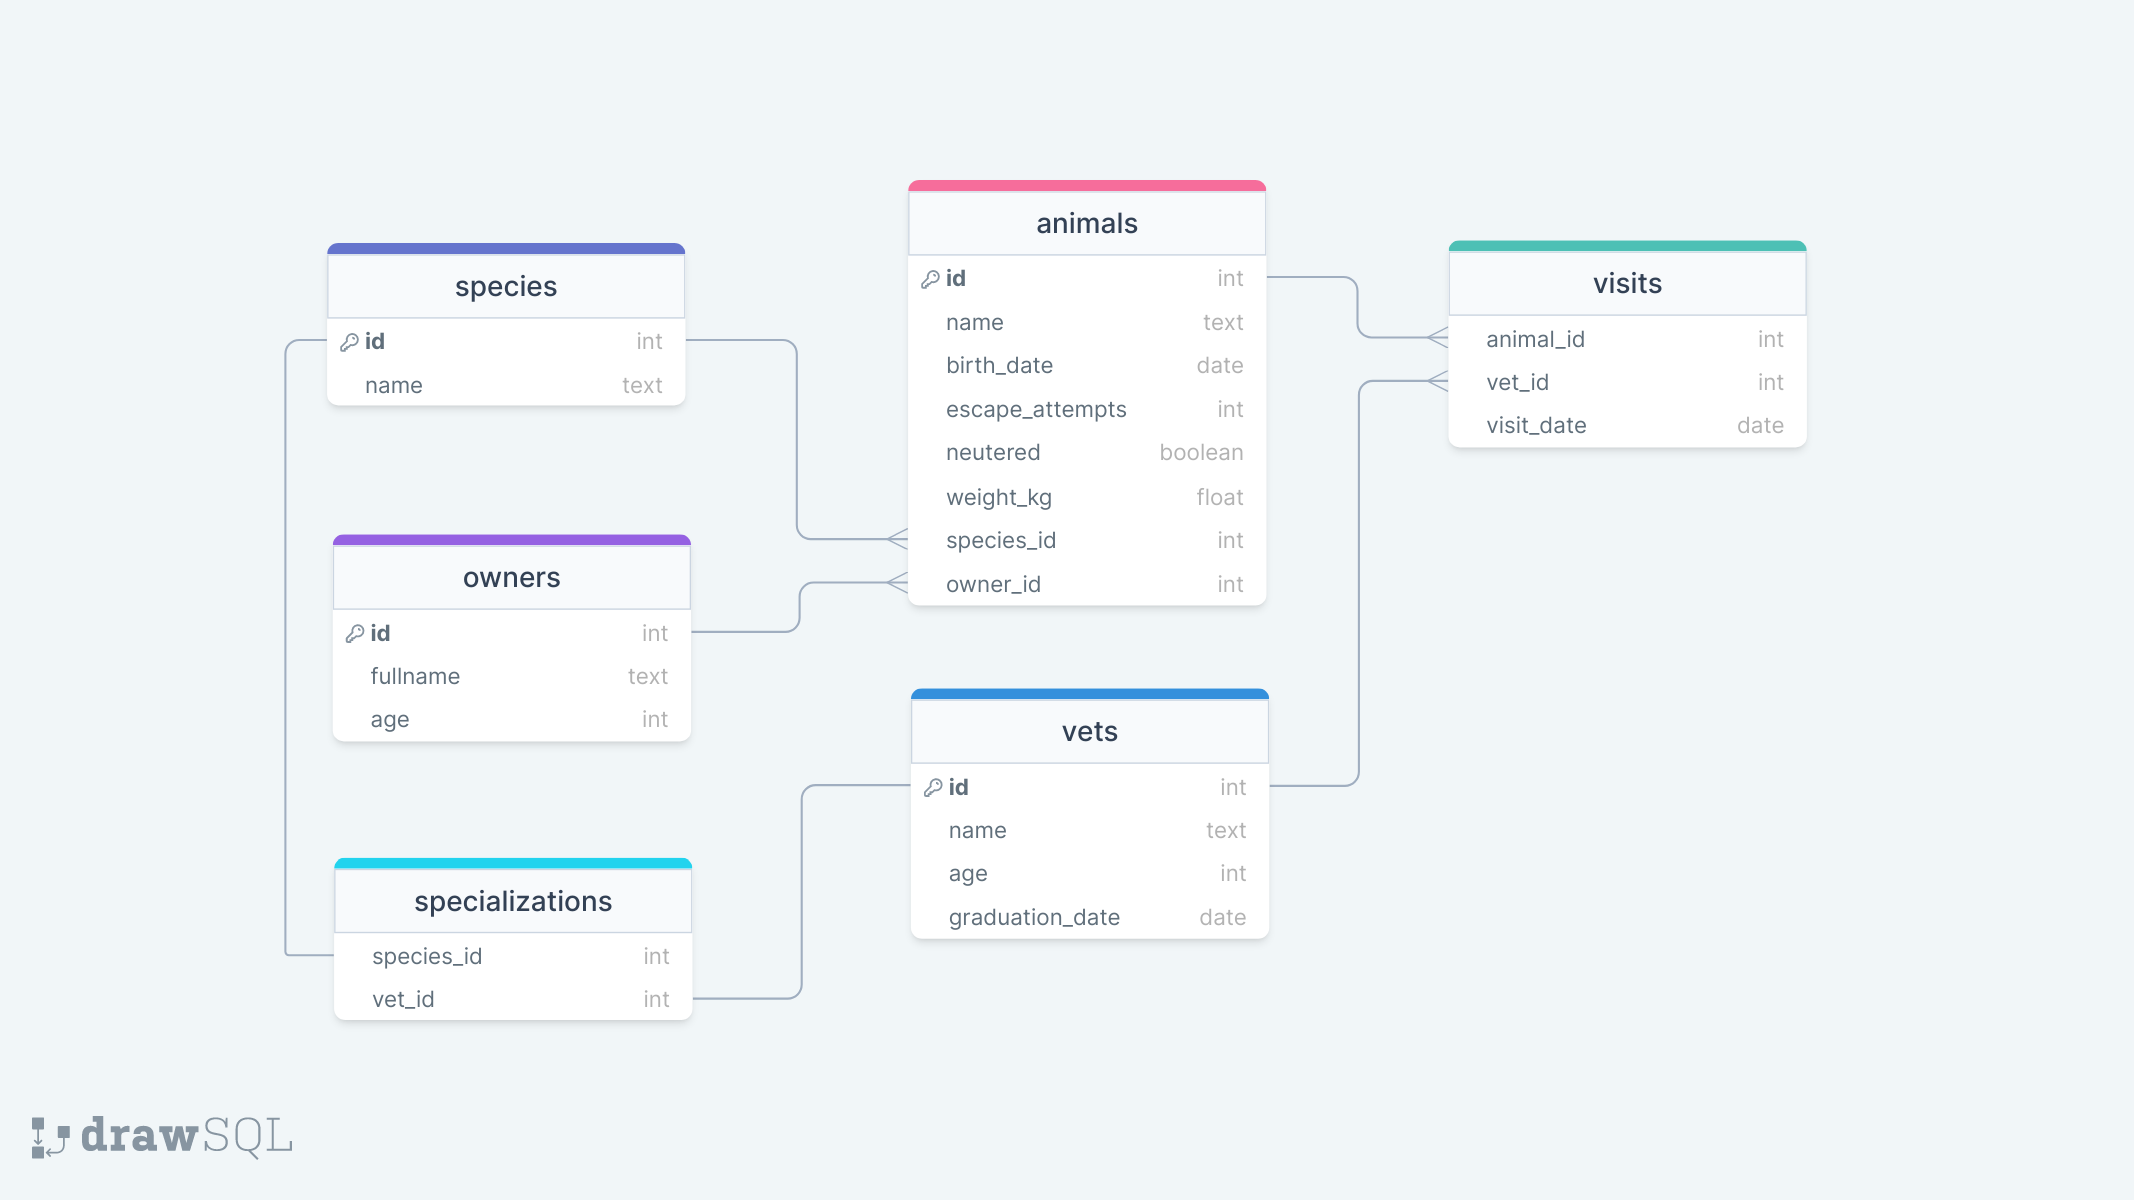 species
id int
name text
owners
id int
fullname text
age int
specializations
species_id int
vet_id int
animals
id int
name text
birth_date date
escape_attempts int
neutered boolean
weight_kg float
species_id int
owner_id int
vets
id int
name text
age int
graduation_date date
visits
animal_id int
vet_id int
visit_date date
drawSQL